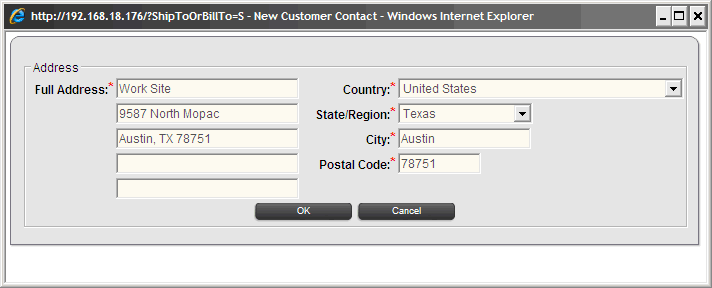 http://192.168.18.176/?ShipToOrBillTo=S - New Customer Contact - Windows Internet Explorer
Address
Full Address:* Work Site Country:* United States
9587 North Mopac State/Region:* Texas
Austin, TX 78751 City:* Austin
Postal Code:* 78751
OK Cancel